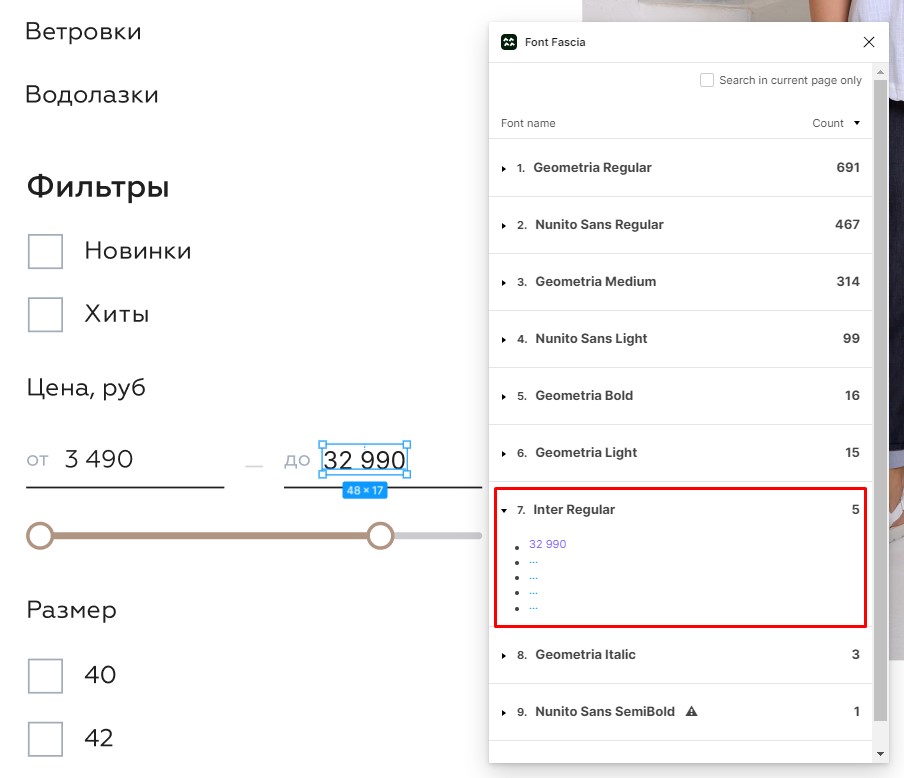 Ветровки
Водолазки
Фильтры
Новинки
Хиты
Цена, руб
от 3 490 — до 32 990
48 × 17
Размер
40
42
Font Fascia
Search in current page only
Font name Count
1. Geometria Regular 691
2. Nunito Sans Regular 467
3. Geometria Medium 314
4. Nunito Sans Light 99
5. Geometria Bold 16
6. Geometria Light 15
7. Inter Regular 5
32 990
...
...
...
...
8. Geometria Italic 3
9. Nunito Sans SemiBold 1